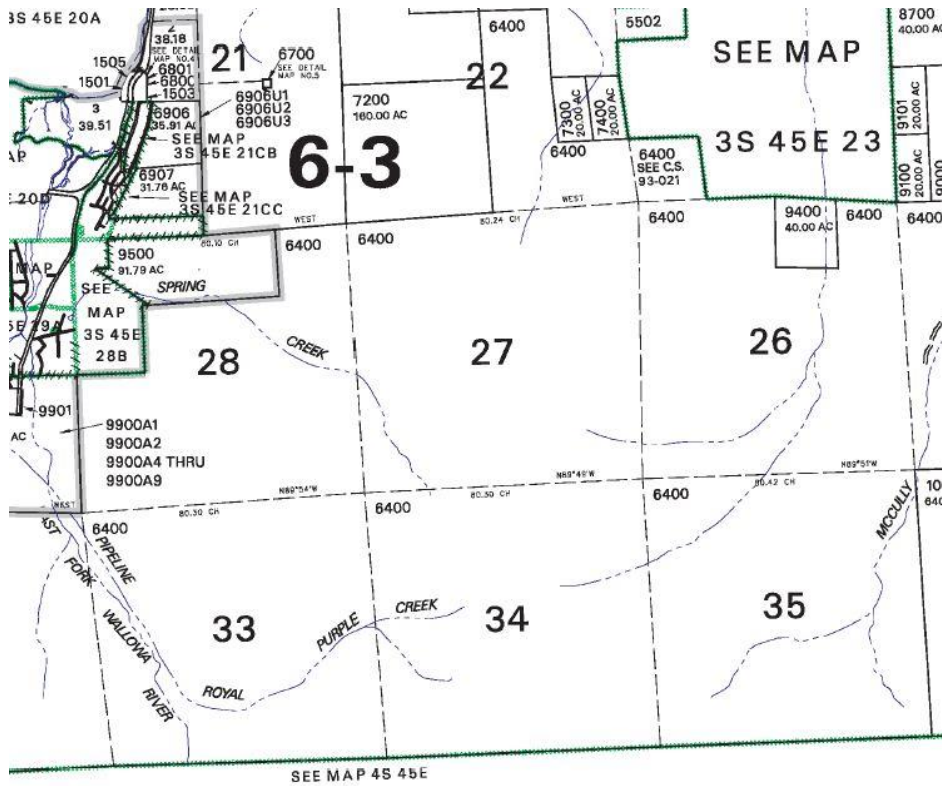 3S 45E 20A
38.18
SEE DETAIL
MAP NO.4
1505
6801
1501
6800
1503
3
39.51
21
6700
SEE DETAIL
MAP NO.5
6906
35.91 AC
6906U1
6906U2
6906U3
SEE MAP
3S 45E 21CB
6907
31.76 AC
SEE MAP
3S 45E 21CC
6-3
6400
22
7200
160.00 AC
7300
20.00 AC
7400
20.00 AC
6400
5502
6400
SEE C.S.
93-021
SEE MAP
3S 45E 23
8700
40.00 AC
9101
20.00 AC
9100
20.00 AC
9000
WEST
80.10 CH
6400
6400
80.24 CH
WEST
9400
40.00 AC
6400
6400
9500
91.79 AC
MAP
SEE
MAP
3S 45E
28B
SPRING
CREEK
28
27
26
9901
AC
9900A1
9900A2
9900A4 THRU
9900A9
WEST
6400
N89°54'W
80.30 CH
6400
80.30 CH
N89°49'W
6400
80.42 CH
N89°51'W
MCCULLY
PIPELINE
FORK
WALLOWA
RIVER
33
ROYAL
PURPLE
CREEK
34
35
SEE MAP 4S 45E